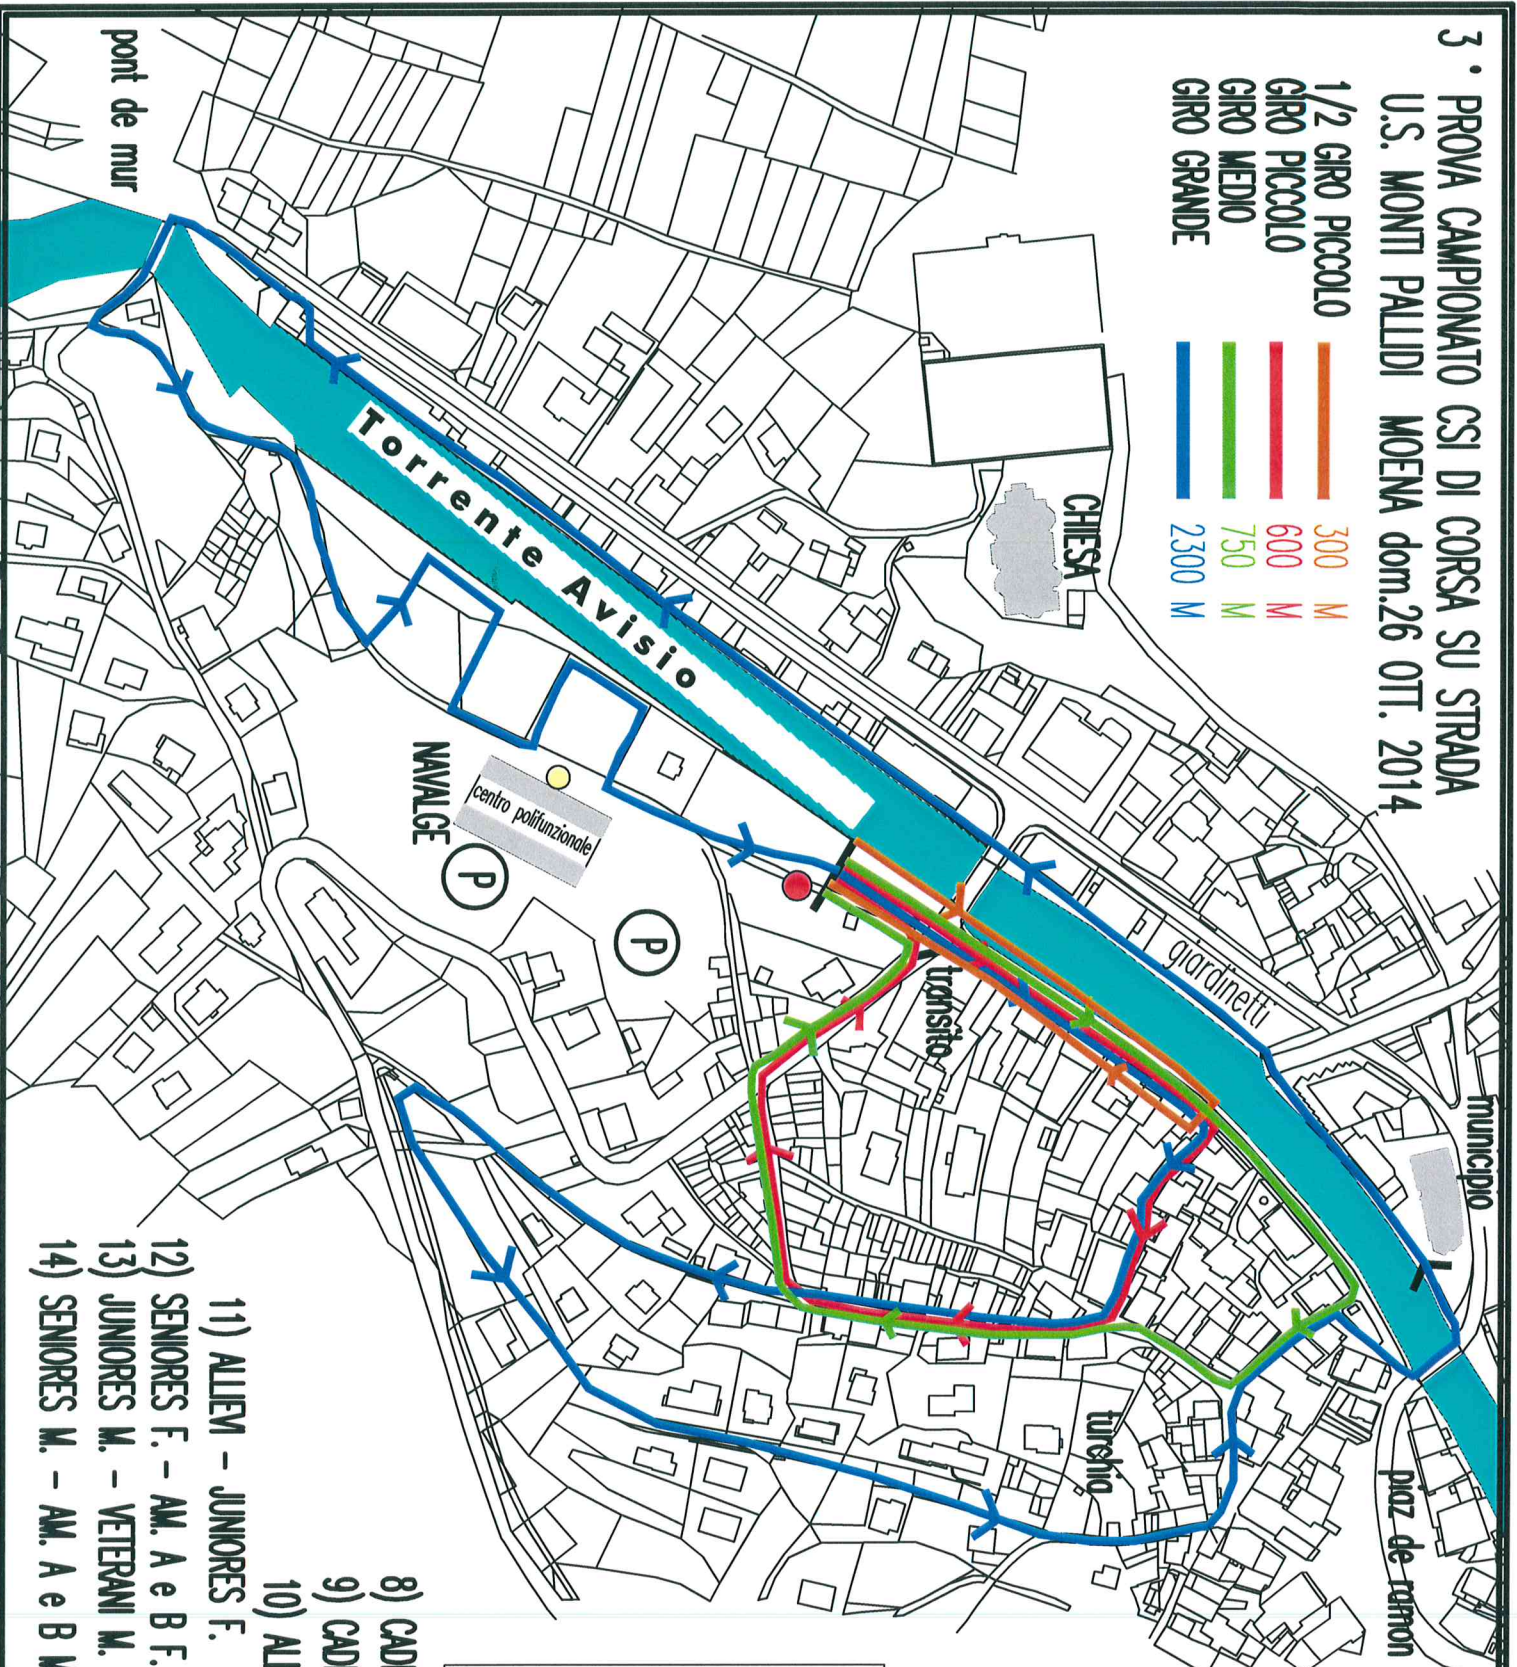 3° PROVA CAMPIONATO CSI DI CORSA SU STRADA
U.S. MONTI PALLIDI MOENA dom.26 OTT. 2014
1/2 GIRO PICCOLO 300 M
GIRO PICCOLO 600 M
GIRO MEDIO 750 M
GIRO GRANDE 2300 M
municipio
piaz de ramon
giardinetti
CHIESA
turchia
transito
Torrente Avisio
P
centro polifunzionale
P
NAVALGE
pont de mur
8)
9)
10)
11) ALLIEVI - JUNIORES F.
12) SENIORES F. - AM. A e B F.
13) JUNIORES M. - VETERANI M.
14) SENIORES M. - AM. A e B